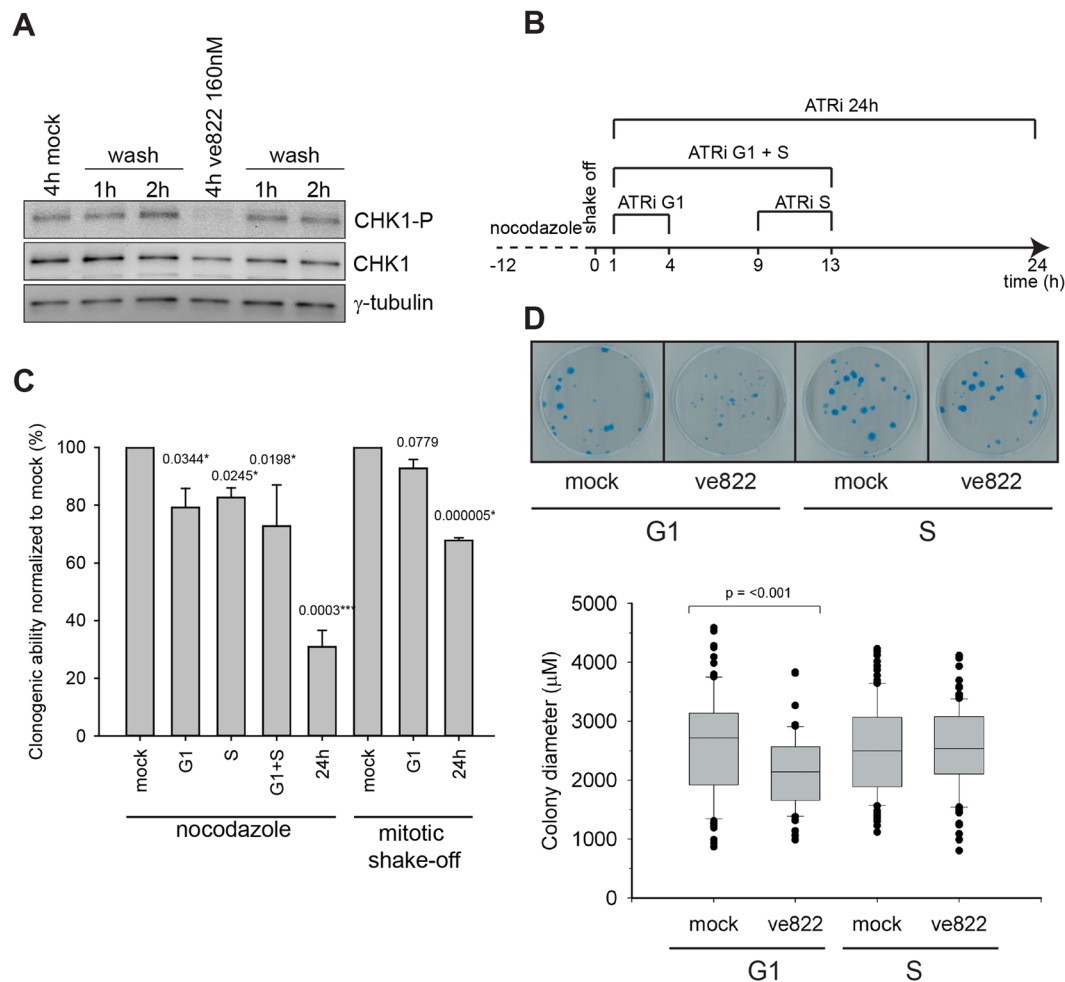 A
4h mock
wash
1h
2h
4h ve822 160nM
wash
1h
2h
CHK1-P
CHK1
γ-tubulin
B
ATRi 24h
ATRi G1 + S
ATRi G1
ATRi S
shake off
nocodazole
-12
0
1
4
9
13
24
time (h)
C
Clonogenic ability normalized to mock (%)
100
80
60
40
20
0
0.0344*
0.0245*
0.0198*
0.0003***
0.0779
0.000005*
mock
G1
S
G1+S
24h
mock
G1
24h
nocodazole
mitotic
shake-off
D
mock
ve822
mock
ve822
G1
S
Colony diameter (μM)
5000
4000
3000
2000
1000
0
p = <0.001
mock
ve822
mock
ve822
G1
S